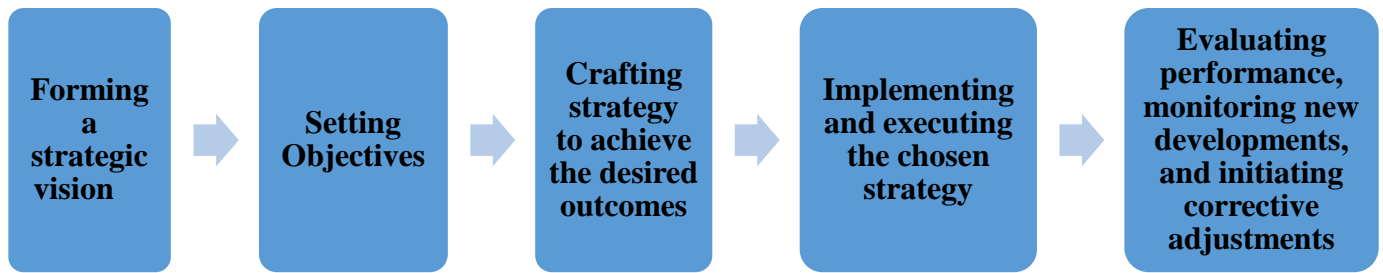 Forming
a
strategic
vision
Setting
Objectives
Crafting
strategy
to achieve
the desired
outcomes
Implementing
and executing
the chosen
strategy
Evaluating
performance,
monitoring new
developments,
and initiating
corrective
adjustments